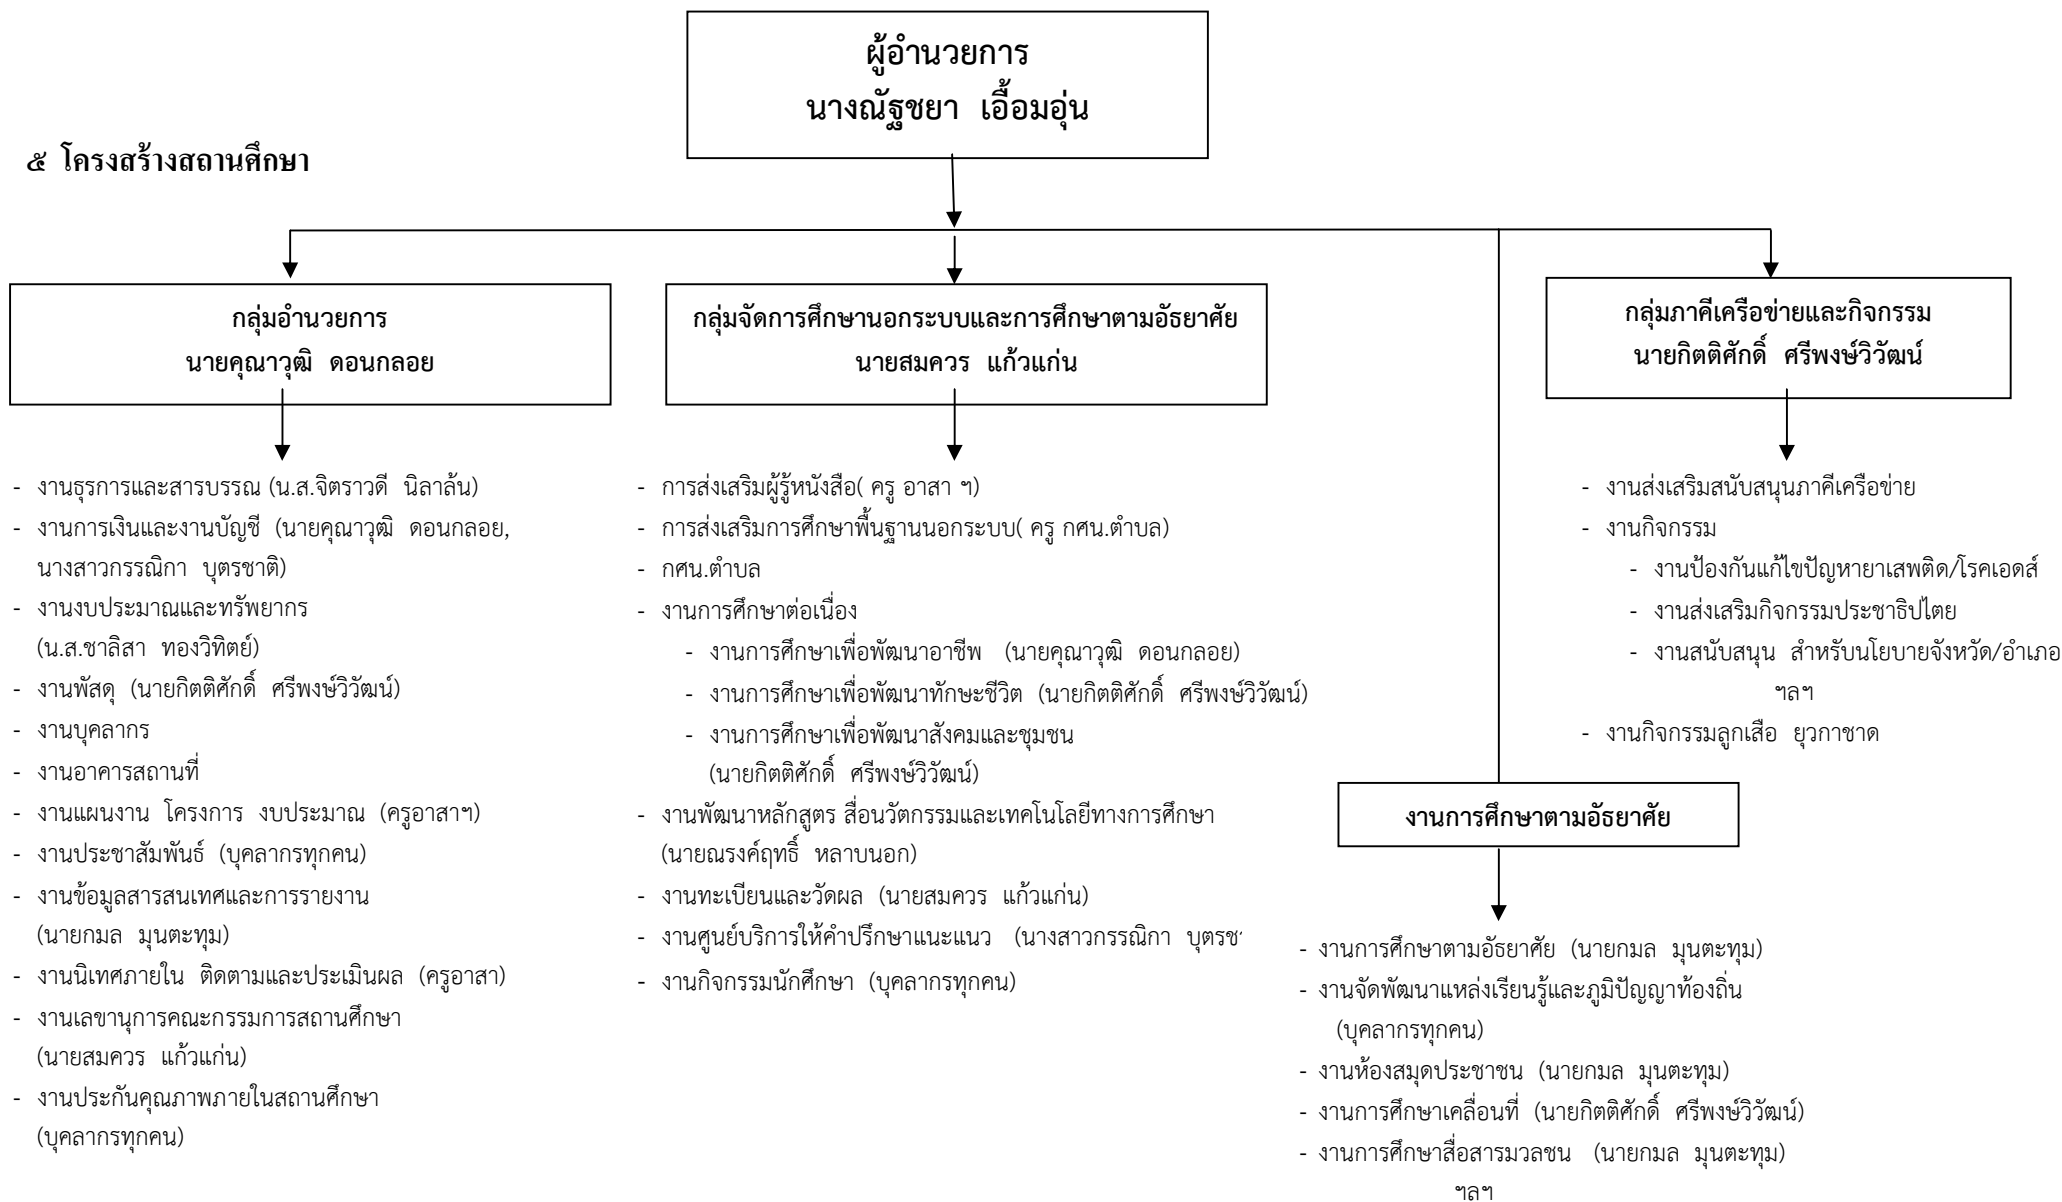 ผู้อำนวยการ
นางณัฐชยา เอื้อมอุ่น
๕ โครงสร้างสถานศึกษา
กลุ่มอำนวยการ
นายคุณาวุฒิ ดอนกลอย
กลุ่มจัดการศึกษานอกระบบและการศึกษาตามอัธยาศัย
นายสมควร แก้วแก่น
กลุ่มภาคีเครือข่ายและกิจกรรม
นายกิตติศักดิ์ ศรีพงษ์วิวัฒน์
- งานธุรการและสารบรรณ (น.ส.จิตราวดี นิลาล้น)
- งานการเงินและงานบัญชี (นายคุณาวุฒิ ดอนกลอย,
นางสาวกรรณิกา บุตรชาติ)
- งานงบประมาณและทรัพยากร
(น.ส.ชาลิสา ทองวิทิตย์)
- งานพัสดุ (นายกิตติศักดิ์ ศรีพงษ์วิวัฒน์)
- งานบุคลากร
- งานอาคารสถานที่
- งานแผนงาน โครงการ งบประมาณ (ครูอาสาฯ)
- งานประชาสัมพันธ์ (บุคลากรทุกคน)
- งานข้อมูลสารสนเทศและการรายงาน
(นายกมล มุนตะทุม)
- งานนิเทศภายใน ติดตามและประเมินผล (ครูอาสา)
- งานเลขานุการคณะกรรมการสถานศึกษา
(นายสมควร แก้วแก่น)
- งานประกันคุณภาพภายในสถานศึกษา
(บุคลากรทุกคน)
- การส่งเสริมผู้รู้หนังสือ( ครู อาสา ฯ)
- การส่งเสริมการศึกษาพื้นฐานนอกระบบ( ครู กศน.ตำบล)
- กศน.ตำบล
- งานการศึกษาต่อเนื่อง
- งานการศึกษาเพื่อพัฒนาอาชีพ (นายคุณาวุฒิ ดอนกลอย)
- งานการศึกษาเพื่อพัฒนาทักษะชีวิต (นายกิตติศักดิ์ ศรีพงษ์วิวัฒน์)
- งานการศึกษาเพื่อพัฒนาสังคมและชุมชน
(นายกิตติศักดิ์ ศรีพงษ์วิวัฒน์)
- งานพัฒนาหลักสูตร สื่อนวัตกรรมและเทคโนโลยีทางการศึกษา
(นายณรงค์ฤทธิ์ หลาบนอก)
- งานทะเบียนและวัดผล (นายสมควร แก้วแก่น)
- งานศูนย์บริการให้คำปรึกษาแนะแนว (นางสาวกรรณิกา
- งานกิจกรรมนักศึกษา (บุคลากรทุกคน)
- งานส่งเสริมสนับสนุนภาคีเครือข่าย
- งานกิจกรรม
- งานป้องกันแก้ไขปัญหายาเสพติด/โรคเอดส์
- งานส่งเสริมกิจกรรมประชาธิปไตย
- งานสนับสนุน สำหรับนโยบายจังหวัด/อำเภอ
ฯลฯ
- งานกิจกรรมลูกเสือ ยุวกาชาด
งานการศึกษาตามอัธยาศัย
- งานการศึกษาตามอัธยาศัย (นายกมล มุนตะทุม)
- งานจัดพัฒนาแหล่งเรียนรู้และภูมิปัญญาท้องถิ่น
(บุคลากรทุกคน)
- งานห้องสมุดประชาชน (นายกมล มุนตะทุม)
- งานการศึกษาเคลื่อนที่ (นายกิตติศักดิ์ ศรีพงษ์วิวัฒน์)
- งานการศึกษาสื่อสารมวลชน (นายกมล มุนตะทุม)
ฯลฯ